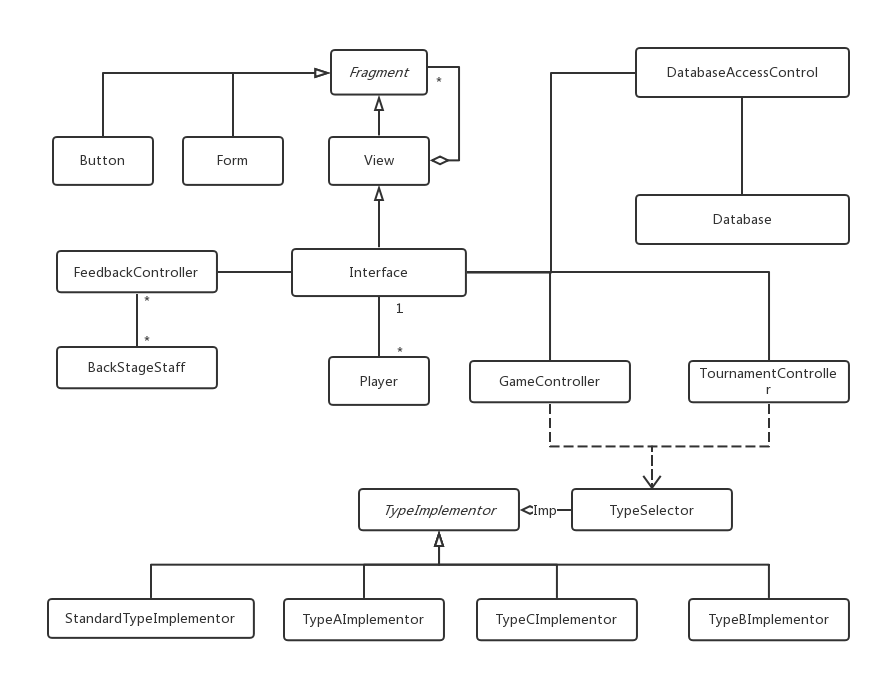 Fragment
DatabaseAccessControl
*
Button
Form
View
Database
FeedbackController
Interface
*
1
*
*
BackStageStaff
Player
GameController
TournamentControlle
r
TypeImplementor
Imp
TypeSelector
StandardTypeImplementor
TypeAImplementor
TypeCImplementor
TypeBImplementor